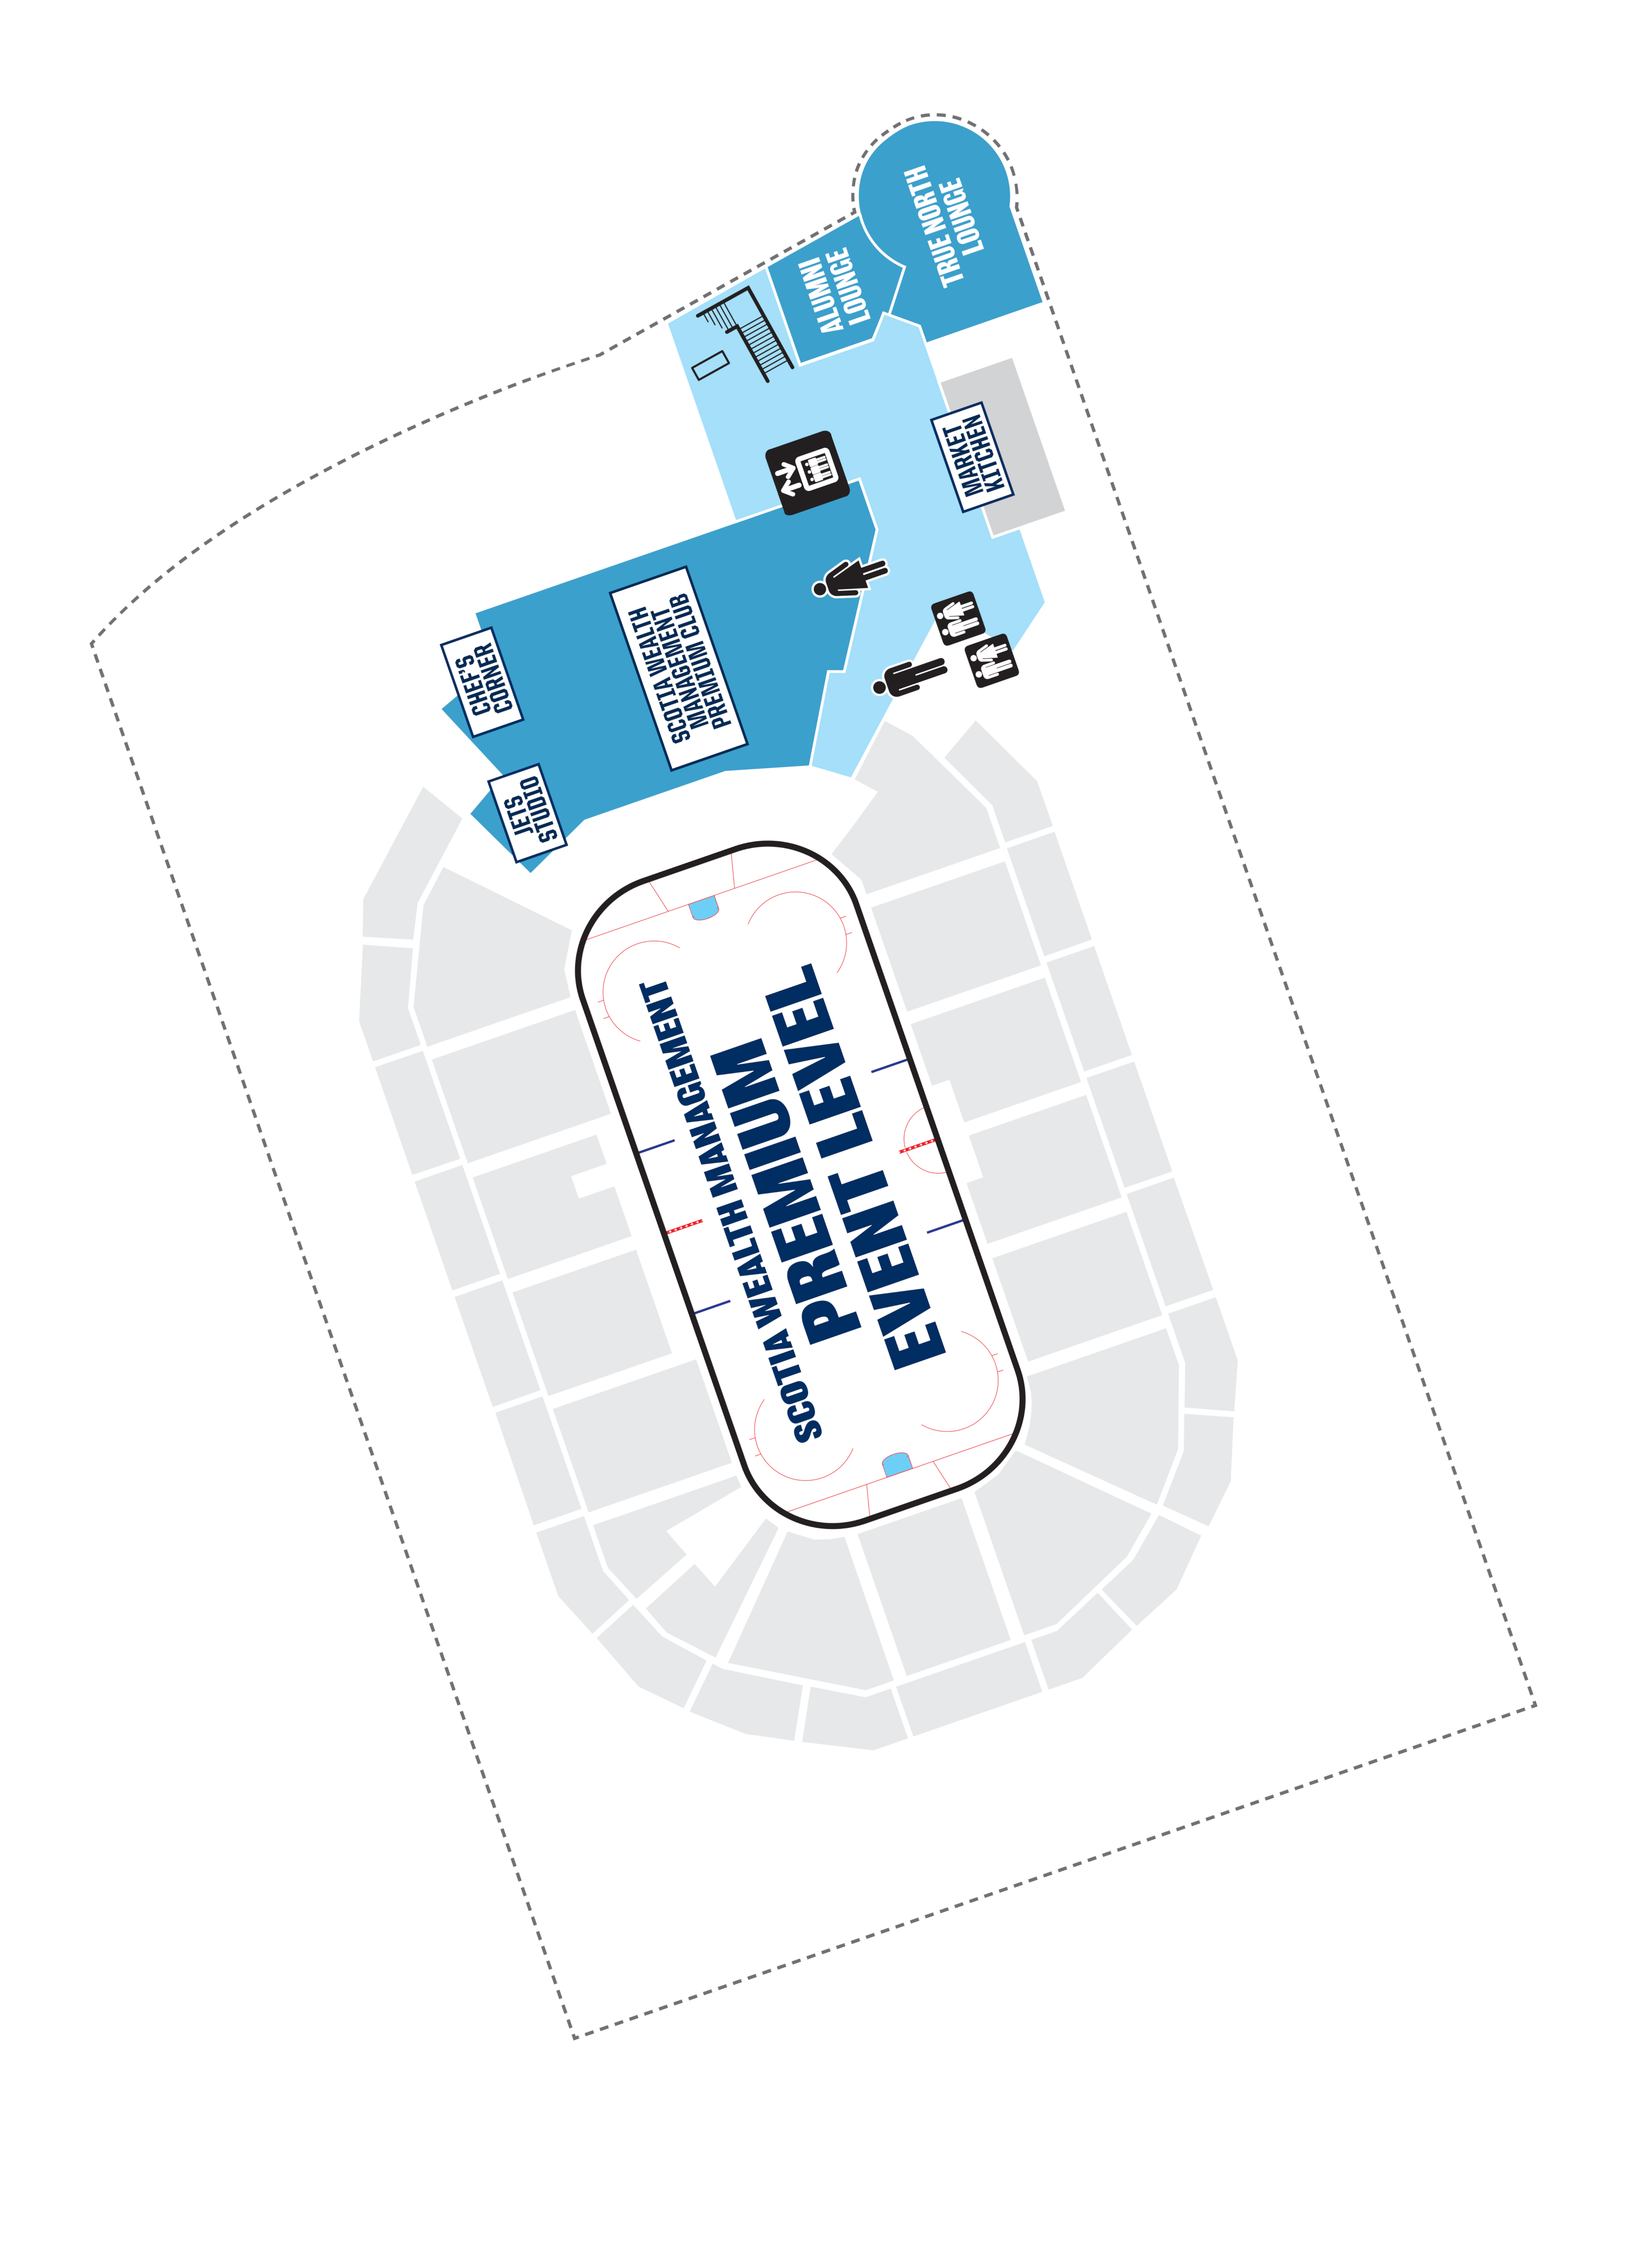 TRUE NORTH
LOUNGE
ALUMNI
LOUNGE
MARKET
KITCHEN
SCOTIA WEALTH
MANAGEMENT
PREMIUM CLUB
CHEF'S
CORNER
JETS
STUDIO
SCOTIA WEALTH MANAGEMENT
PREMIUM
EVENT LEVEL